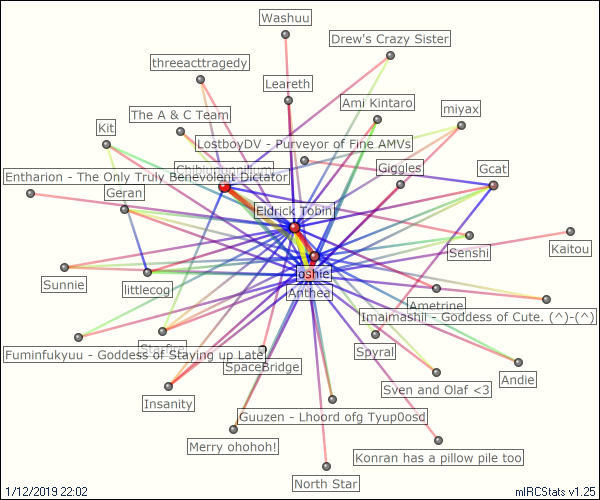 Washuu
Drew's Crazy Sister
threeacttragedy
Leareth
Ami Kintaro
The A & C Team
miyax
Kit
LostboyDV - Purveyor of Fine AMVs
Giggles
Gcat
Entharion - The Only Truly Benevolent Dictator
Geran
Eldrick Tobin
Senshi
Kaitou
oshie
Sunnie
littlecog
Anthea
Ametrine
Imaimashii - Goddess of Cute. (^)-(^)
Starfire
Fuminfukyuu - Goddess of Staying up Late
SpaceBridge
Spyral
Andie
Sven and Olaf <3
Insanity
Guuzen - Lhoord ofg Tyup0osd
Merry ohohoh!
Konran has a pillow pile too
North Star
1/12/2019 22:02
mIRCStats v1.25